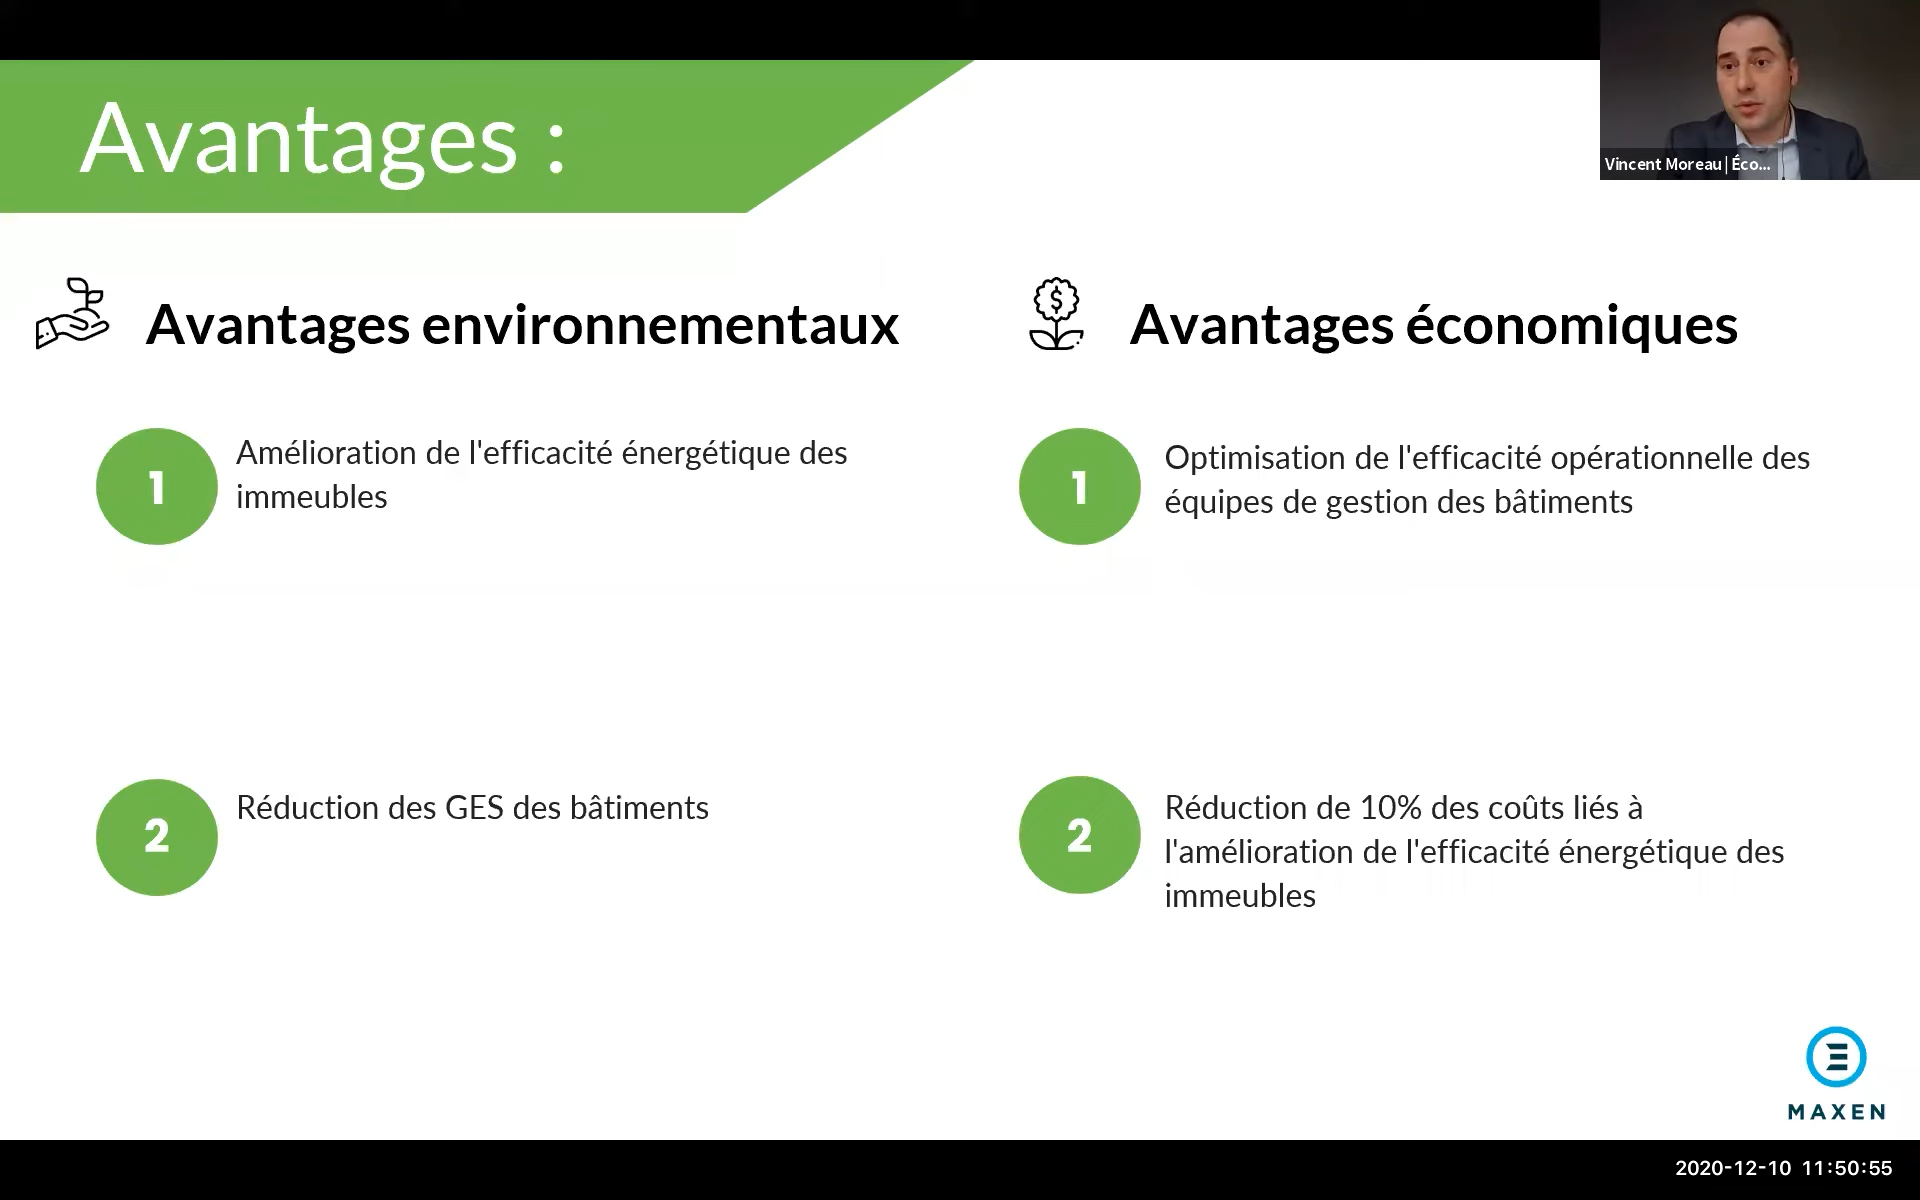 Avantages :
Vincent Moreau | Éco...
Avantages environnementaux
1
Amélioration de l'efficacité énergétique des
immeubles
2
Réduction des GES des bâtiments
$
Avantages économiques
1
Optimisation de l'efficacité opérationnelle des
équipes de gestion des bâtiments
2
Réduction de 10% des coûts liés à
l'amélioration de l'efficacité énergétique des
immeubles
MAXEN
2020-12-10 11:50:55